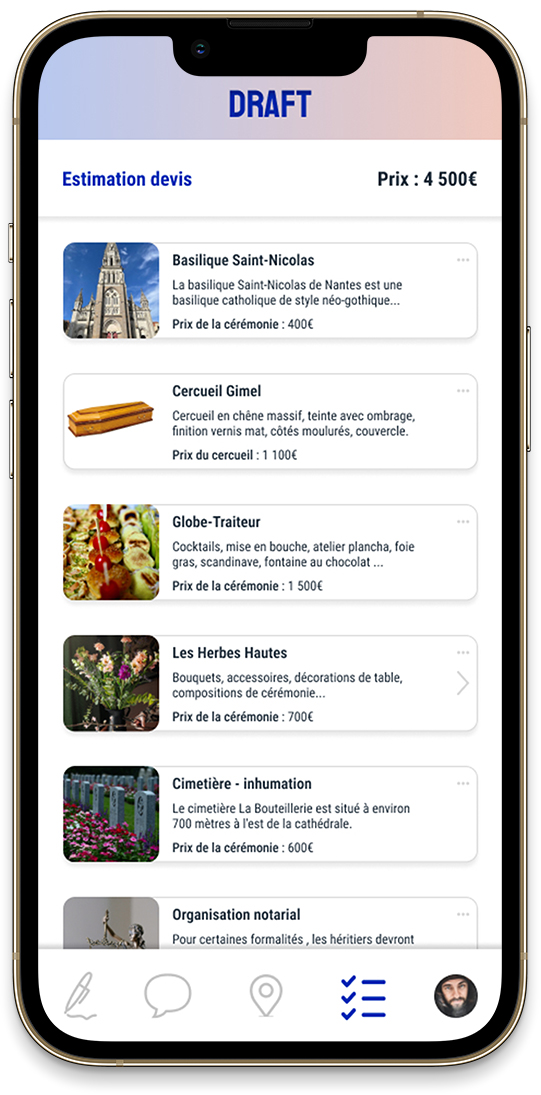 DRAFT
Estimation devis
Prix : 4 500€
Basilique Saint-Nicolas
La basilique Saint-Nicolas de Nantes est une
basilique catholique de style néo-gothique...
Prix de la cérémonie : 400€
Cercueil Gimel
Cercueil en chêne massif, teinte avec ombrage,
finition vernis mat, côtés moulurés, couvercle.
Prix du cercueil : 1 100€
Globe-Traiteur
Cocktails, mise en bouche, atelier plancha, foie
gras, scandinave, fontaine au chocolat ...
Prix de la cérémonie : 1 500€
Les Herbes Hautes
Bouquets, accessoires, décorations de table,
compositions de cérémonie...
Prix de la cérémonie : 700€
Cimetière - inhumation
Le cimetière La Bouteillerie est situé à environ
700 mètres à l'est de la cathédrale.
Prix de la cérémonie : 600€
Organisation notarial
Pour certaines formalités , les héritiers devront